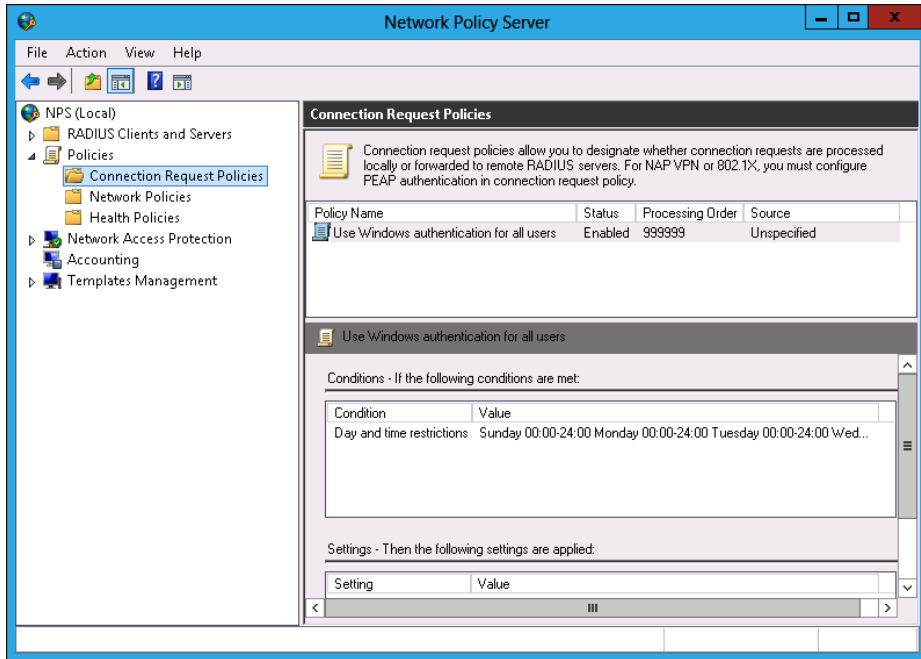 Network Policy Server
File Action View Help
NPS (Local)
RADIUS Clients and Servers
Policies
Connection Request Policies
Network Policies
Health Policies
Network Access Protection
Accounting
Templates Management
Connection Request Policies
Connection request policies allow you to designate whether connection requests are processed
locally or forwarded to remote RADIUS servers. For NAP VPN or 802.1X, you must configure
PEAP authentication in connection request policy.
Policy Name Status Processing Order Source
Use Windows authentication for all users Enabled 999999 Unspecified
Use Windows authentication for all users
Conditions - If the following conditions are met:
Condition Value
Day and time restrictions Sunday 00:00-24:00 Monday 00:00-24:00 Tuesday 00:00-24:00 Wed...
Settings - Then the following settings are applied:
Setting Value